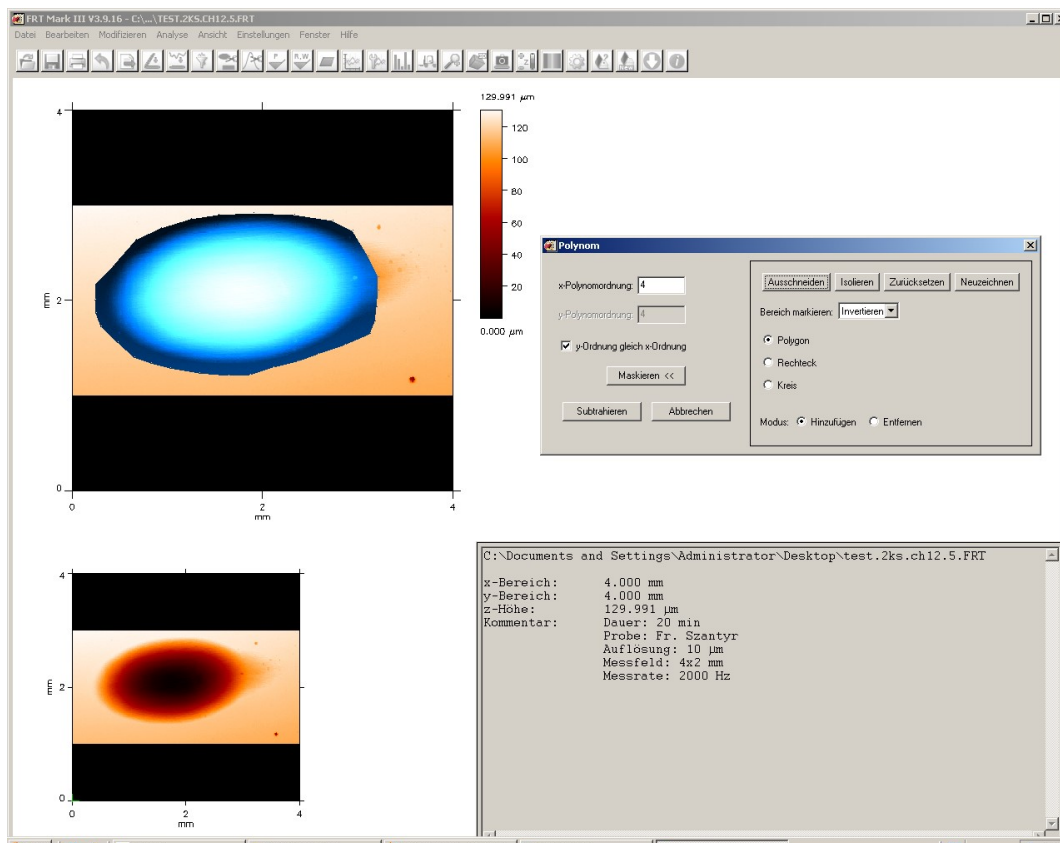 FRT Mark III V3.9.16 - C:\...\TEST.2KS.CH12.5.FRT
Datei Bearbeiten Modifizieren Analyse Ansicht Einstellungen Fenster Hilfe
P
R,W
Z
129.991 µm
120
100
80
60
40
20
0.000 µm
4
2
0
mm
0
2
4
mm
Polynom
x-Polynomordnung: 4
y-Polynomordnung: 4
y-Ordnung gleich x-Ordnung
Maskieren <<
Subtrahieren Abbrechen
Ausschneiden Isolieren Zurücksetzen Neuzeichnen
Bereich markieren: Invertieren
Polygon
Rechteck
Kreis
Modus: Hinzufügen Entfernen
4
2
0
mm
0
2
4
mm
C:\Documents and Settings\Administrator\Desktop\test.2ks.ch12.5.FRT
x-Bereich: 4.000 mm
y-Bereich: 4.000 mm
z-Höhe: 129.991 µm
Kommentar: Dauer: 20 min
Probe: Fr. Szantyr
Auflösung: 10 µm
Messfeld: 4x2 mm
Messrate: 2000 Hz